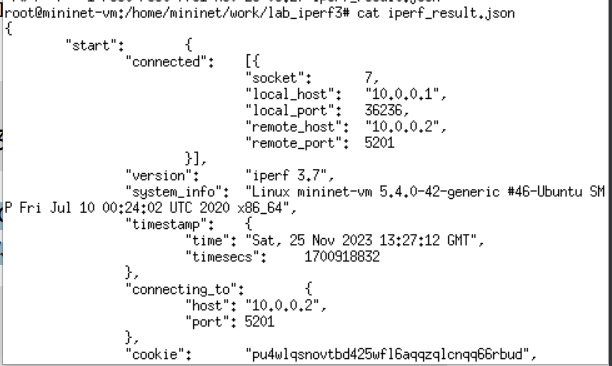 root@mininet-vm:/home/mininet/work/lab_iperf3# cat iperf_result.json
{
"start": {
"connected": [{
"socket": 7,
"local_host": "10.0.0.1",
"local_port": 36236,
"remote_host": "10.0.0.2",
"remote_port": 5201
}],
"version": "iperf 3.7",
"system_info": "Linux mininet-vm 5.4.0-42-generic #46-Ubuntu SM
P Fri Jul 10 00:24:02 UTC 2020 x86_64",
"timestamp": {
"time": "Sat, 25 Nov 2023 13:27:12 GMT",
"timesecs": 1700918832
},
"connecting_to": {
"host": "10.0.0.2",
"port": 5201
},
"cookie": "pu4wlqsnovtbd425wfl6aqqzqlcnqq66rbud",